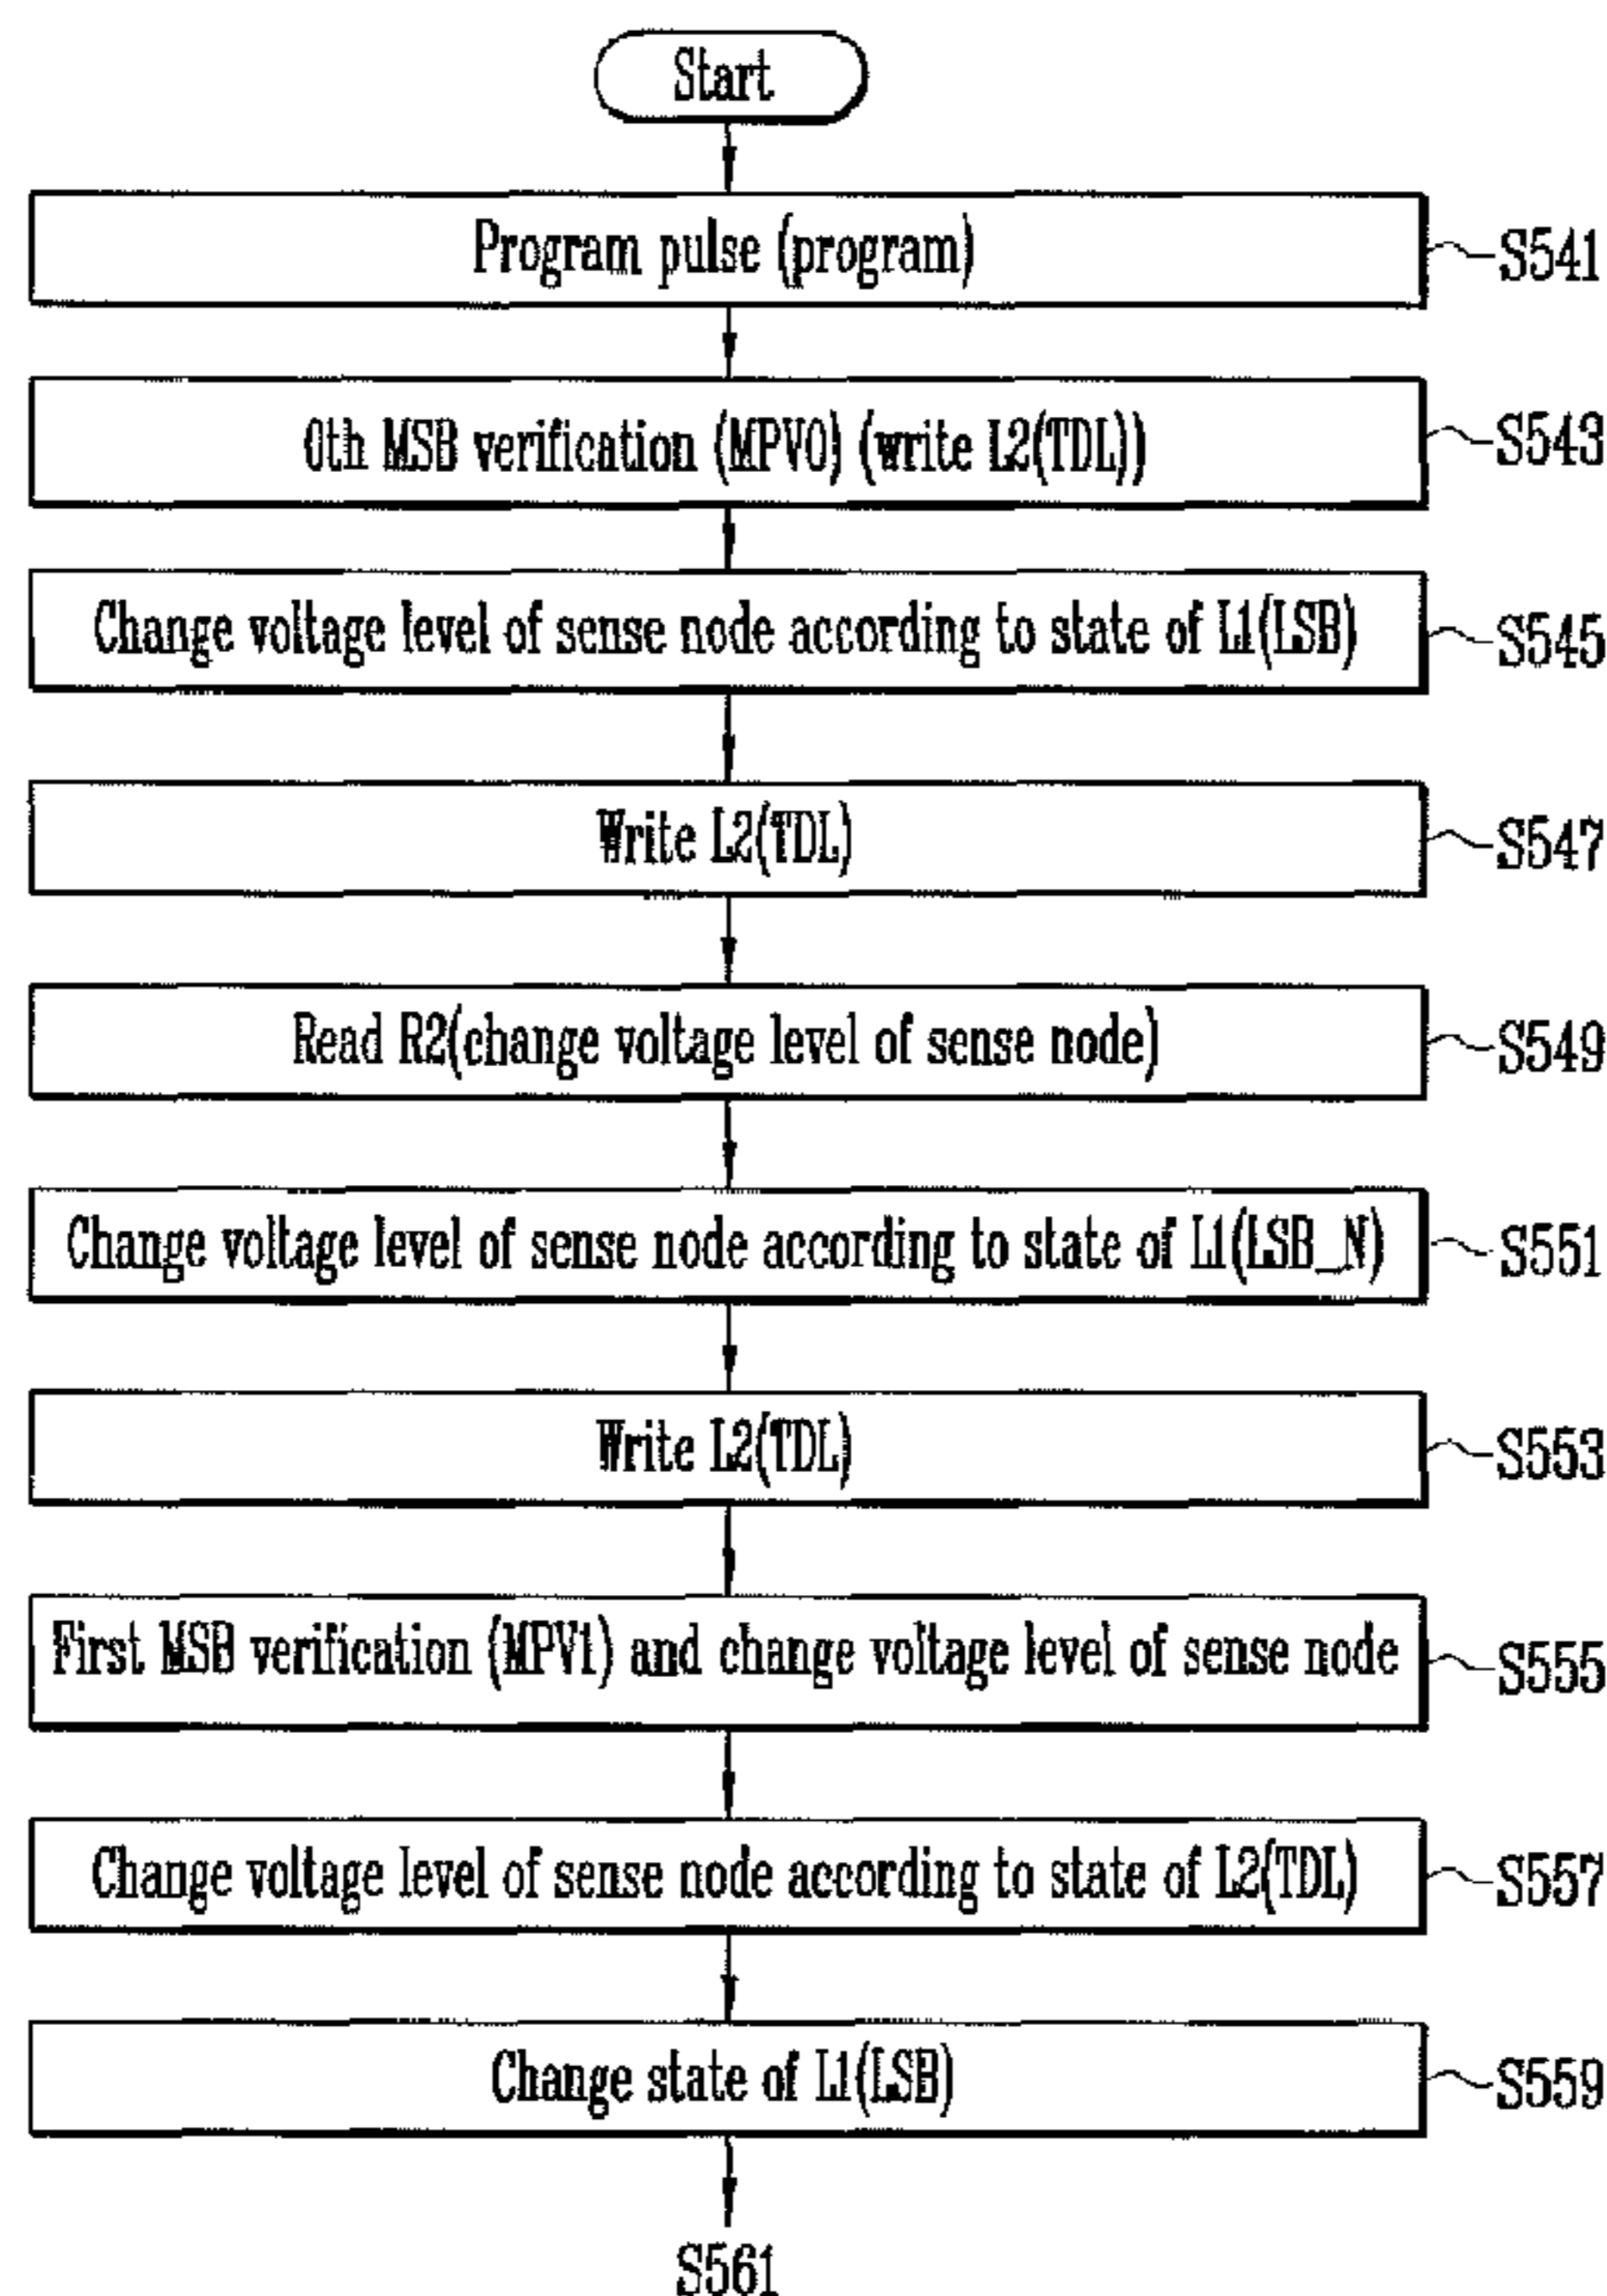 Start
Program pulse (program)
S541
0th MSB verification (MPV0) (write L2(TDL))
S543
Change voltage level of sense node according to state of L1(LSB)
S545
Write L2(TDL)
S547
Read R2(change voltage level of sense node)
S549
Change voltage level of sense node according to state of L1(LSB_N)
S551
Write L2(TDL)
S553
First MSB verification (MPV1) and change voltage level of sense node
S555
Change voltage level of sense node according to state of L2(TDL)
S557
Change state of L1(LSB)
S559
S561